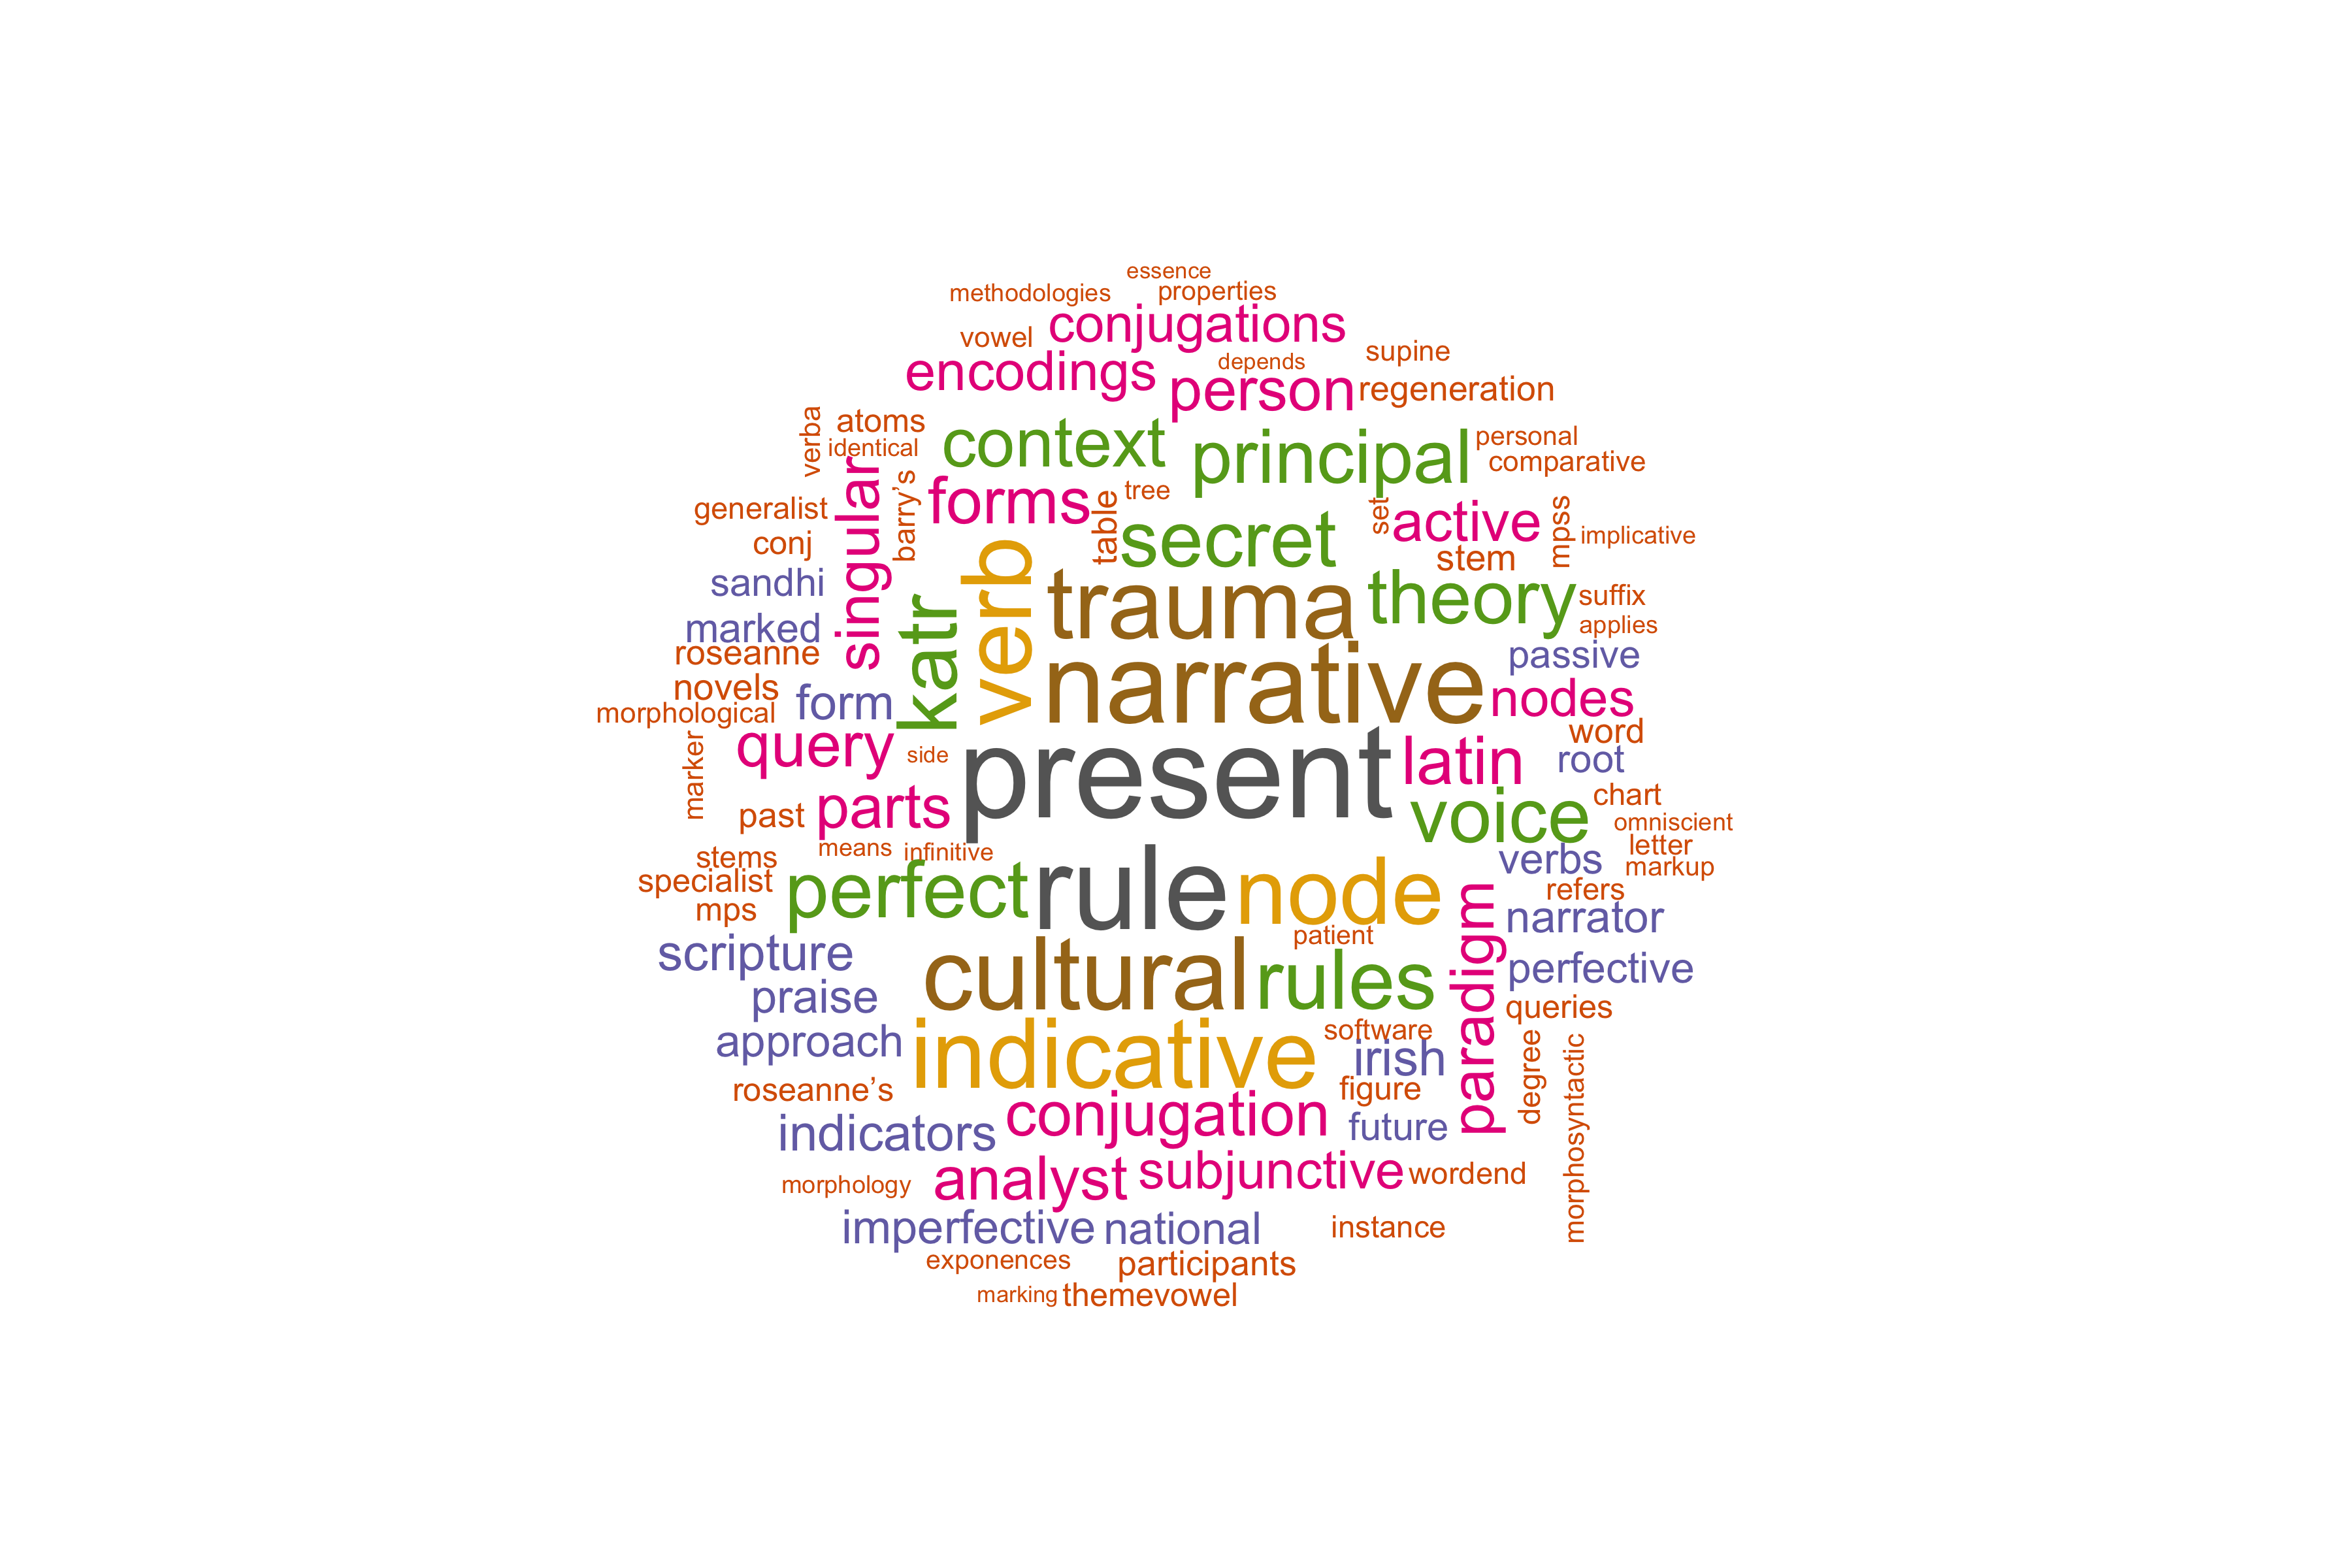 essence
methodologies
properties
conjugations
vowel
depends
supine
encodings
person
regeneration
verba
atoms
identical
context
principal
personal
comparative
singular
barry’s
forms
tree
table
generalist
conj
secret
set
active
mpss
implicative
stem
sandhi
katr
verb
trauma
theory
suffix
applies
marked
roseanne
narrative
passive
novels
morphological
form
nodes
word
marker
query
side
present
latin
root
past
parts
voice
chart
omniscient
letter
markup
means
infinitive
stems
specialist
mps
perfect
rule
node
verbs
refers
narrator
patient
scripture
cultural
rules
paradigm
perfective
praise
queries
approach
indicative
software
irish
degree
morphosyntactic
roseanne’s
figure
indicators
conjugation
future
morphology
analyst
subjunctive
wordend
imperfective
national
instance
exponences
participants
marking
themevowel